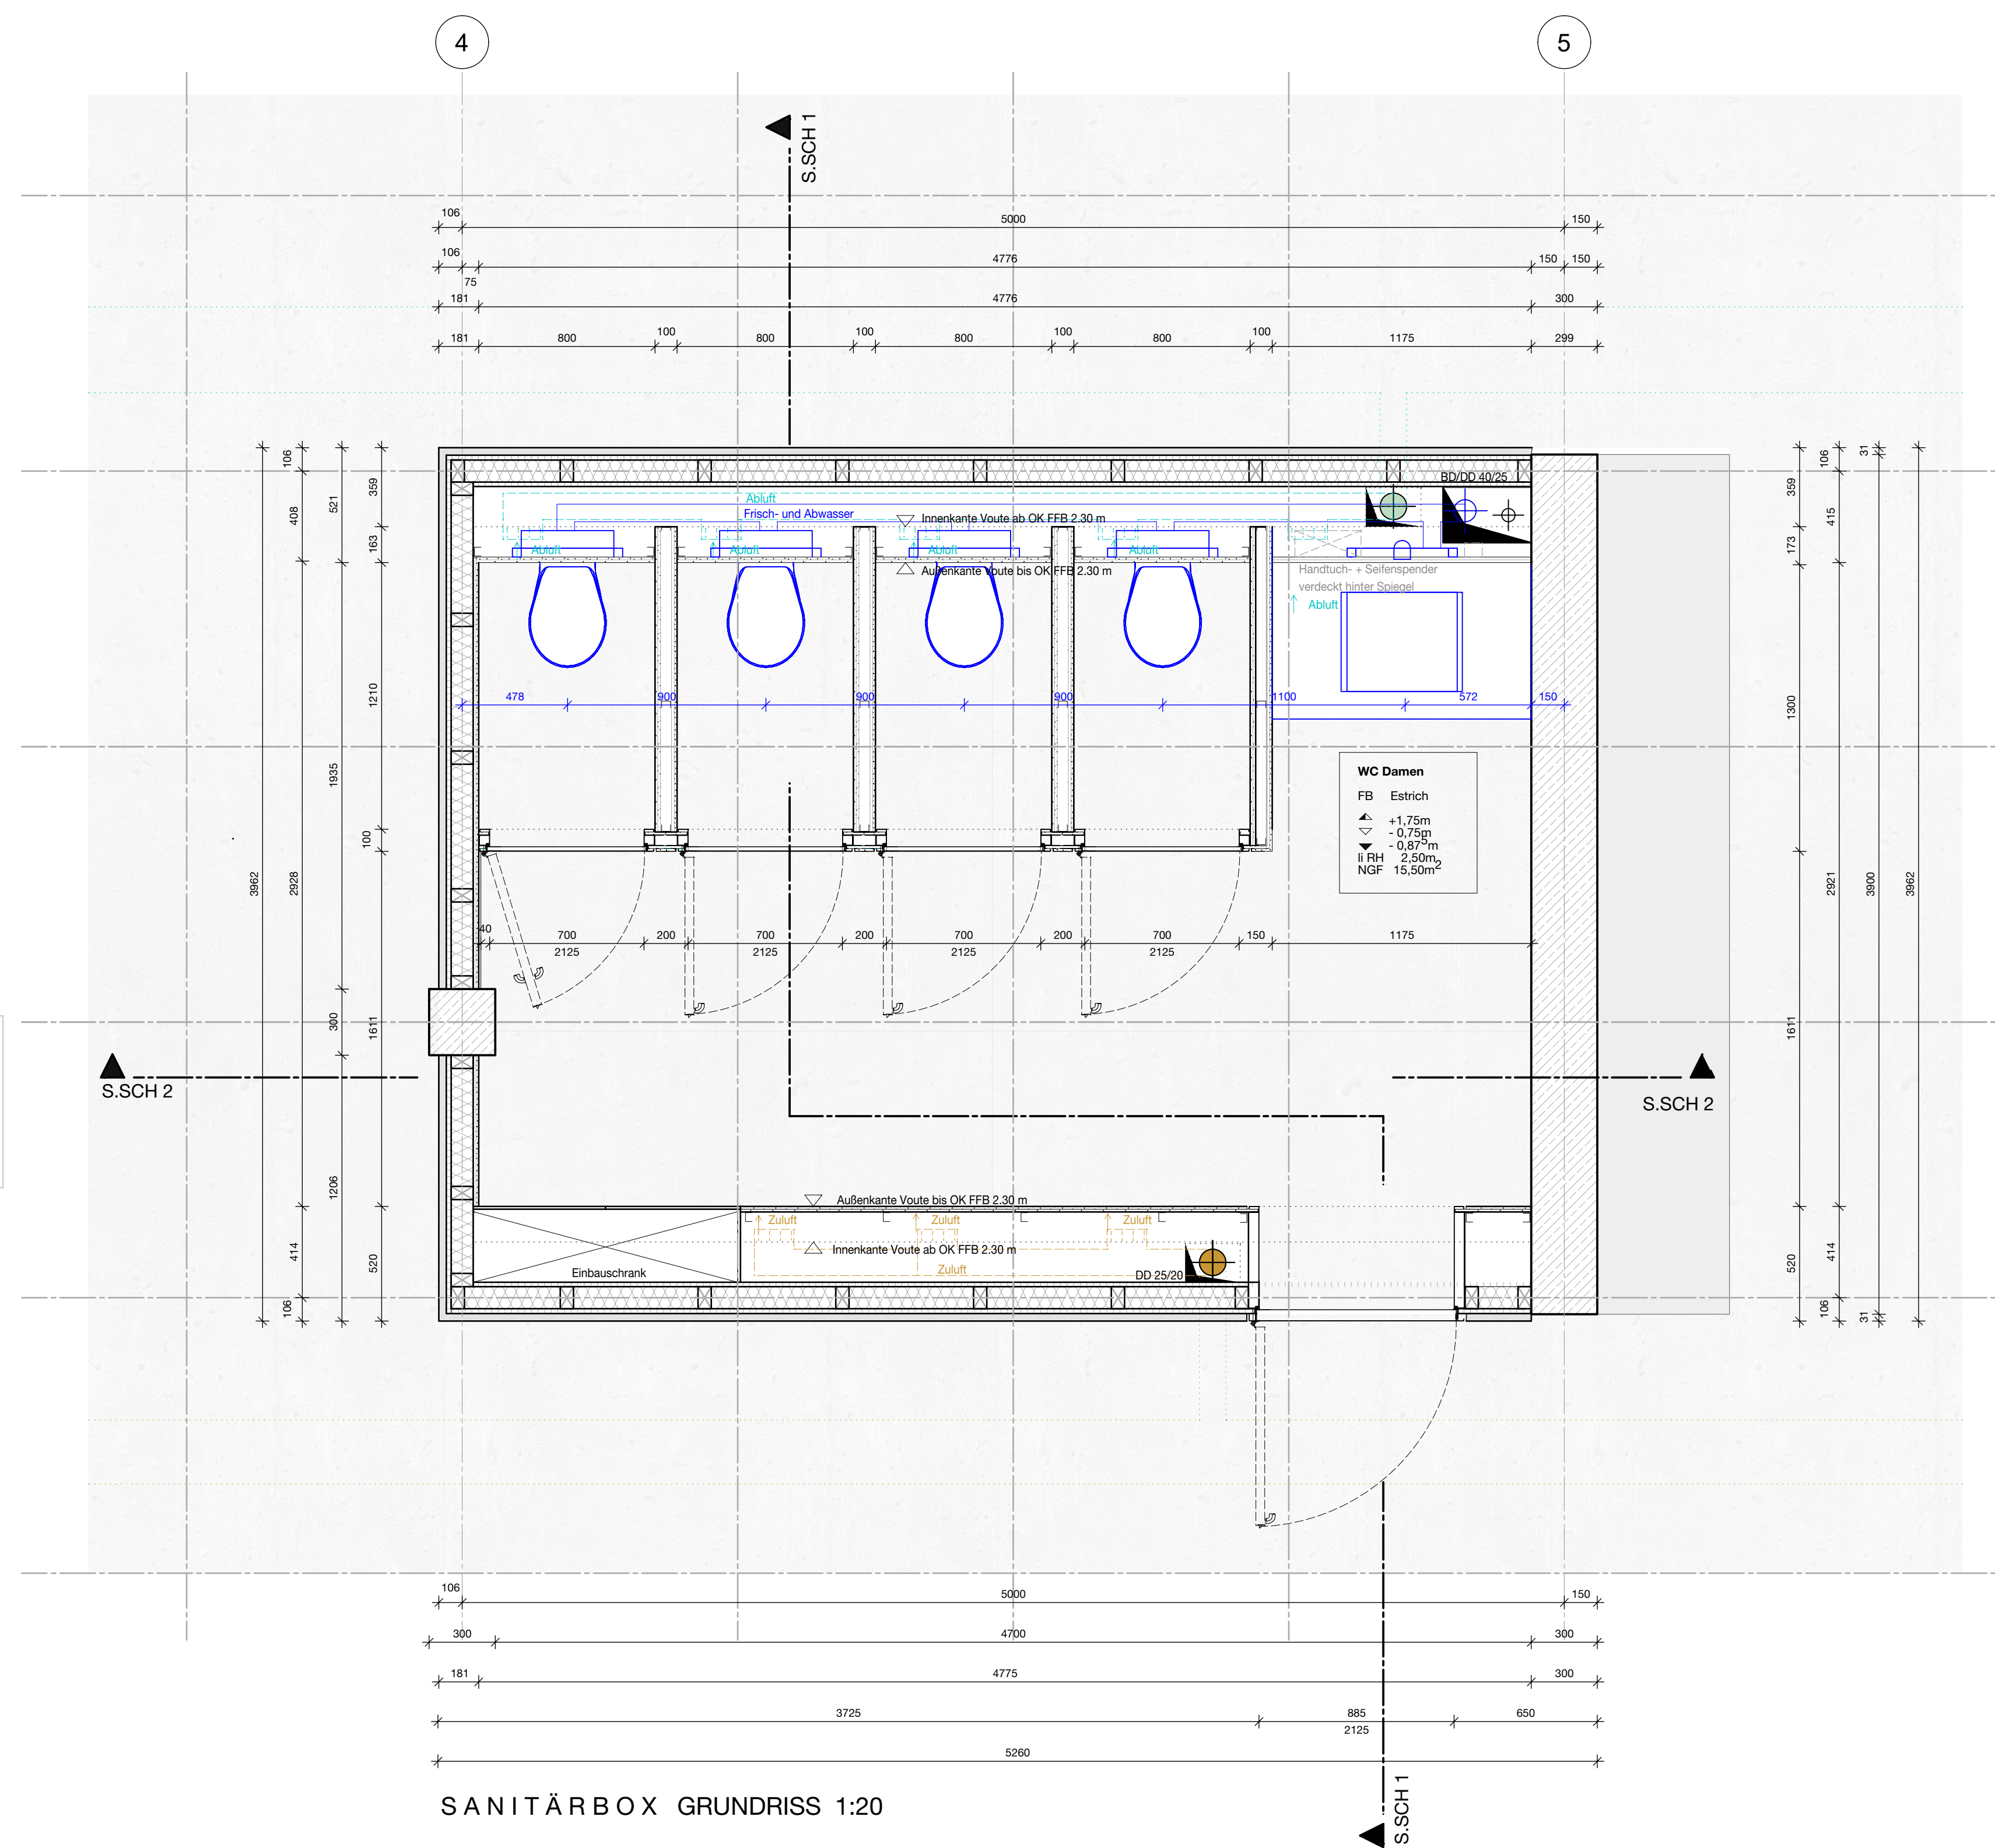 4
5
S.SCH 1
106
5000
150
106
4776
150
150
75
181
4776
300
181
800
100
800
100
800
100
800
100
1175
299
3962
106
408
2928
414
106
521
1935
300
1206
359
163
1210
100
1611
520
BD/DD 40/25
Abluft
Frisch- und Abwasser
Innenkante Voute ab OK FFB 2.30 m
Abluft
Abluft
Abluft
Abluft
Außenkante Voute bis OK FFB 2.30 m
Handtuch- + Seifenspender
verdeckt hinter Spiegel
Abluft
478
900
900
900
1100
572
150
WC Damen
FB Estrich
+1,75m
- 0,75m
- 0,87⁵m
li RH 2,50m
NGF 15,50m²
40
700
2125
200
700
2125
200
700
2125
200
700
2125
150
1175
359
173
1300
1611
520
106
415
2921
414
106
31
3900
31
3962
S.SCH 2
S.SCH 2
Außenkante Voute bis OK FFB 2.30 m
Zuluft
Zuluft
Zuluft
Innenkante Voute ab OK FFB 2.30 m
Zuluft
Einbauschrank
DD 25/20
106
5000
150
300
4700
300
181
4775
300
3725
885
2125
650
5260
SANITÄRBOX GRUNDRISS 1:20
S.SCH 1